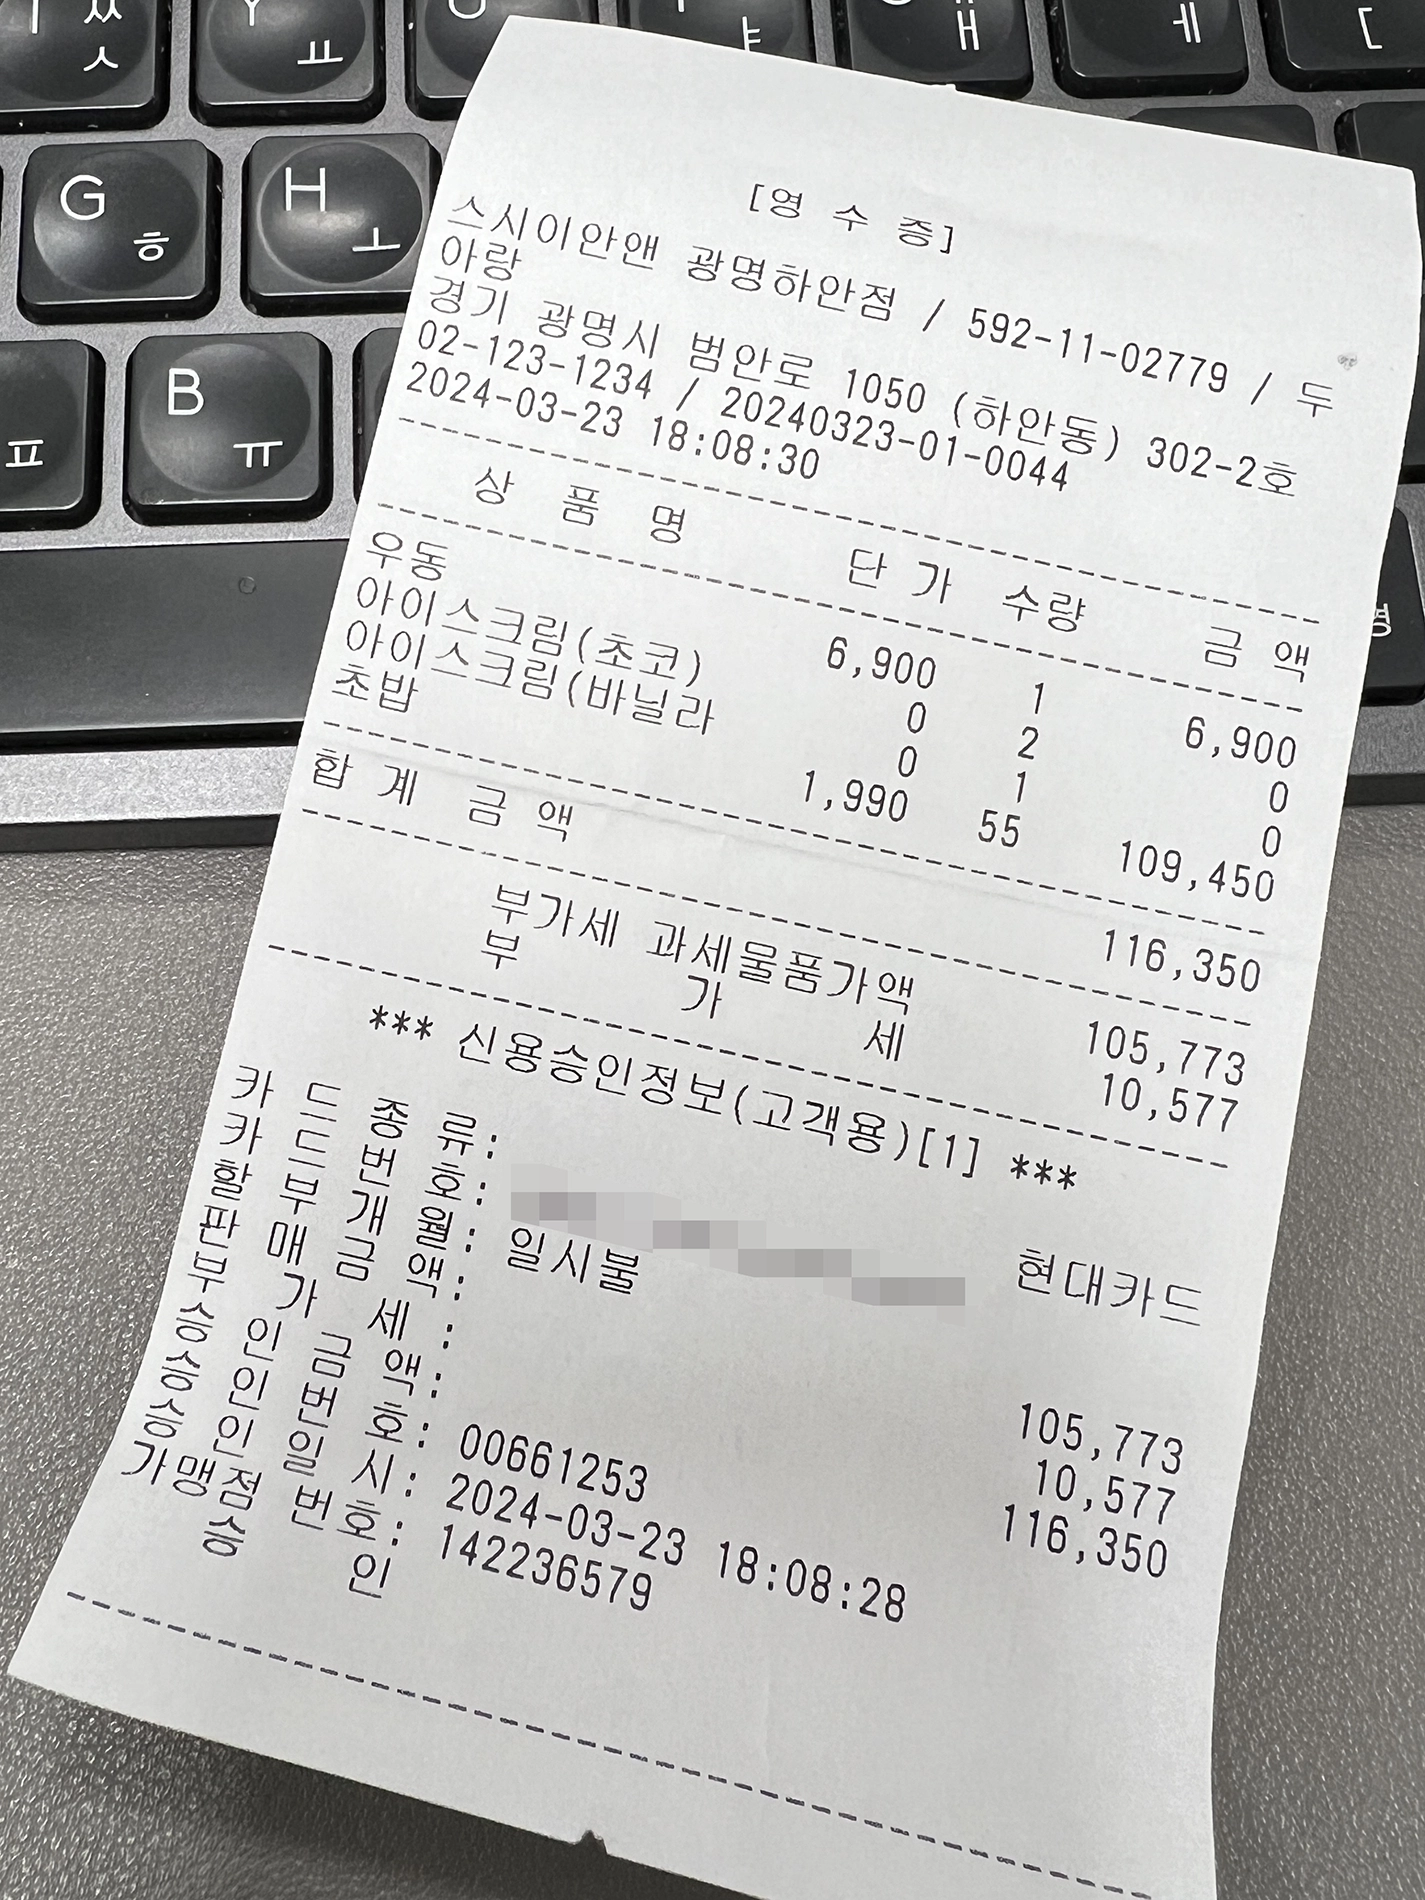 ㅆ
ㅅ
Y
ㅛ
ㅑ
ㅒ
ㅐ
ㅖ
ㅔ
[
G
ㅎ
H
ㅗ
ㅍ
B
ㅠ
[영 수 증]
스시이안앤 광명하안점 / 592-11-02779 / 두
아랑
경기 광명시 범안로 1050 (하안동) 302-2호
02-123-1234 / 20240323-01-0044
2024-03-23 18:08:30
상 품 명 단 가 수량 금 액
우동 6,900 1 6,900
아이스크림(초코) 0 2 0
아이스크림(바닐라 0 1 0
초밥 1,990 55 109,450
합 계 금 액 116,350
부가세 과세물품가액 105,773
부 가 세 10,577
*** 신용승인정보(고객용)[1] ***
카 드 종 류: 현대카드
카 드 번 호:
할 부 개 월: 일시불
판 매 금 액: 105,773
부 가 세 : 10,577
승 인 금 액: 116,350
승 인 번 호: 00661253
승 인 일 시: 2024-03-23 18:08:28
가맹점 번호: 142236579
승 인